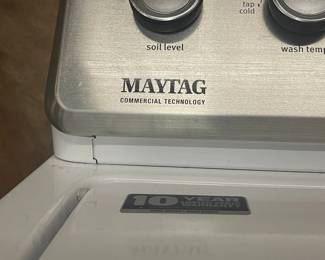 tap
cold
soil level
wash temp
MAYTAG
COMMERCIAL TECHNOLOGY
10 YEAR